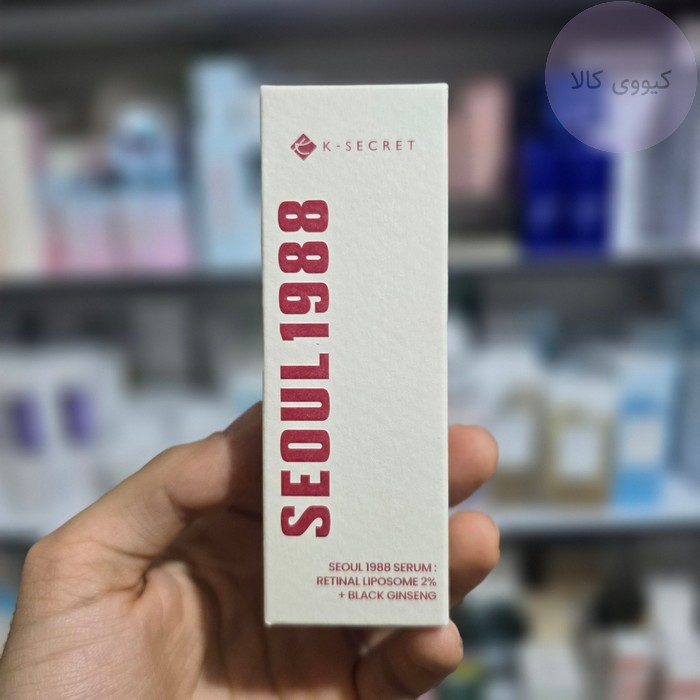 کیووی کالا
K-SECRET
SEOUL1988
SEOUL 1988 SERUM :
RETINAL LIPOSOME 2%
+ BLACK GINSENG